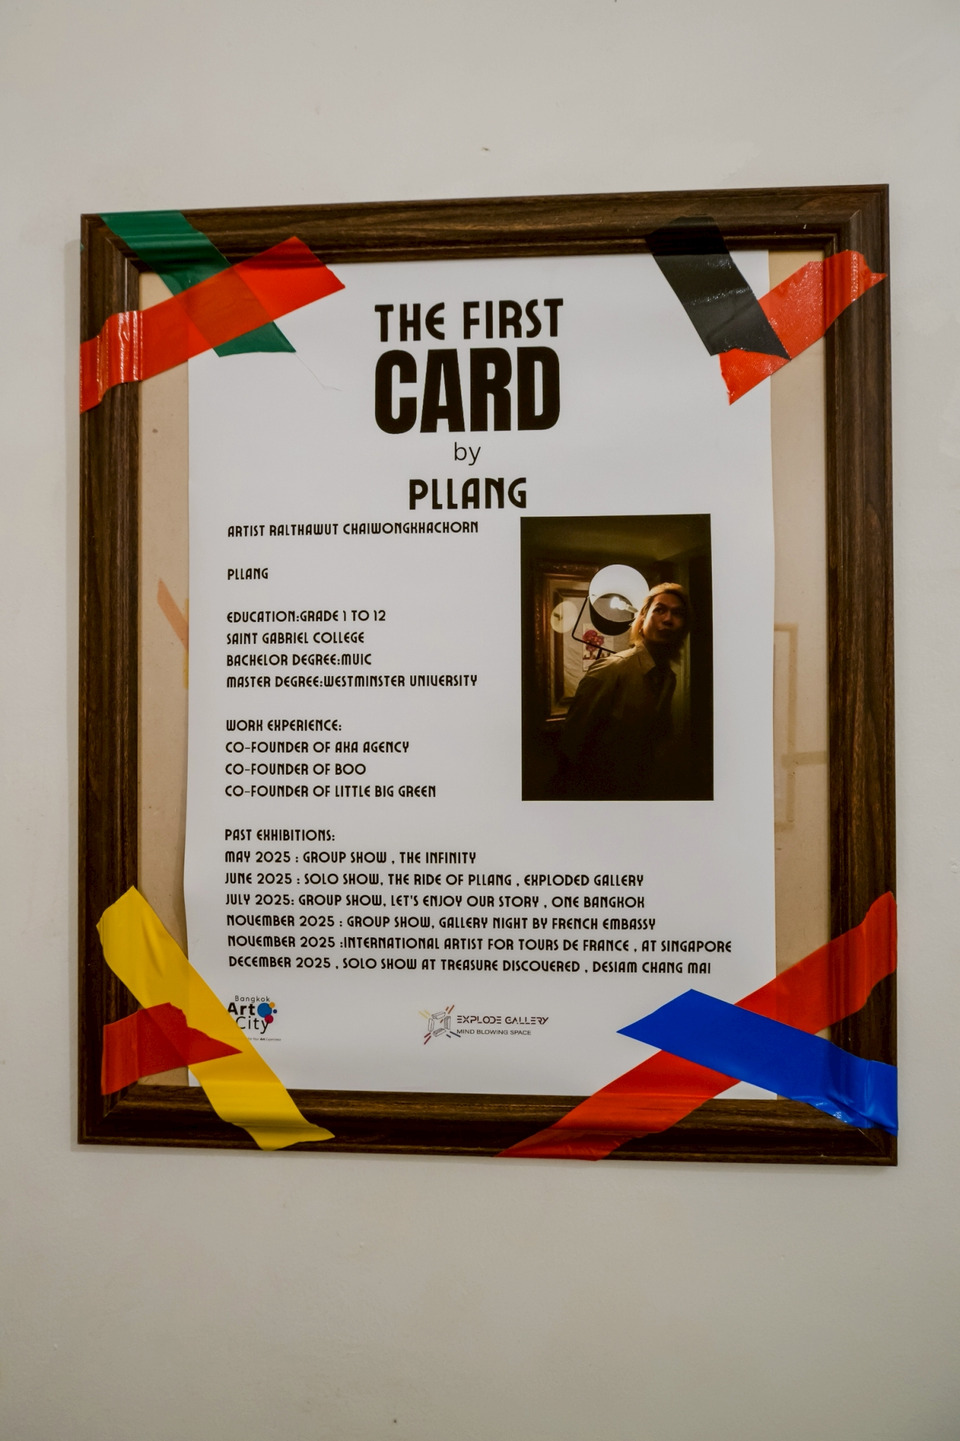 THE FIRST
CARD
by
PLLANG
ARTIST RALTHAWUT CHAIWONGKHACHORN
PLLANG
EDUCATION:GRADE 1 TO 12
SAINT GABRIEL COLLEGE
BACHELOR DEGREE:MUIC
MASTER DEGREE:WESTMINSTER UNIVERSITY
WORK EXPERIENCE:
CO-FOUNDER OF AKA AGENCY
CO-FOUNDER OF BOO
CO-FOUNDER OF LITTLE BIG GREEN
PAST EXHIBITIONS:
MAY 2025 : GROUP SHOW , THE INFINITY
JUNE 2025 : SOLO SHOW, THE RIDE OF PLLANG , EXPLODED GALLERY
JULY 2025: GROUP SHOW, LET'S ENJOY OUR STORY , ONE BANGKOK
NOVEMBER 2025 : GROUP SHOW, GALLERY NIGHT BY FRENCH EMBASSY
NOVEMBER 2025 :INTERNATIONAL ARTIST FOR TOURS DE FRANCE , AT SINGAPORE
DECEMBER 2025 , SOLO SHOW AT TREASURE DISCOVERED , DESIAM CHANG MAI
Bangkok
Art
City
EXPLODE GALLERY
MIND BLOWING SPACE